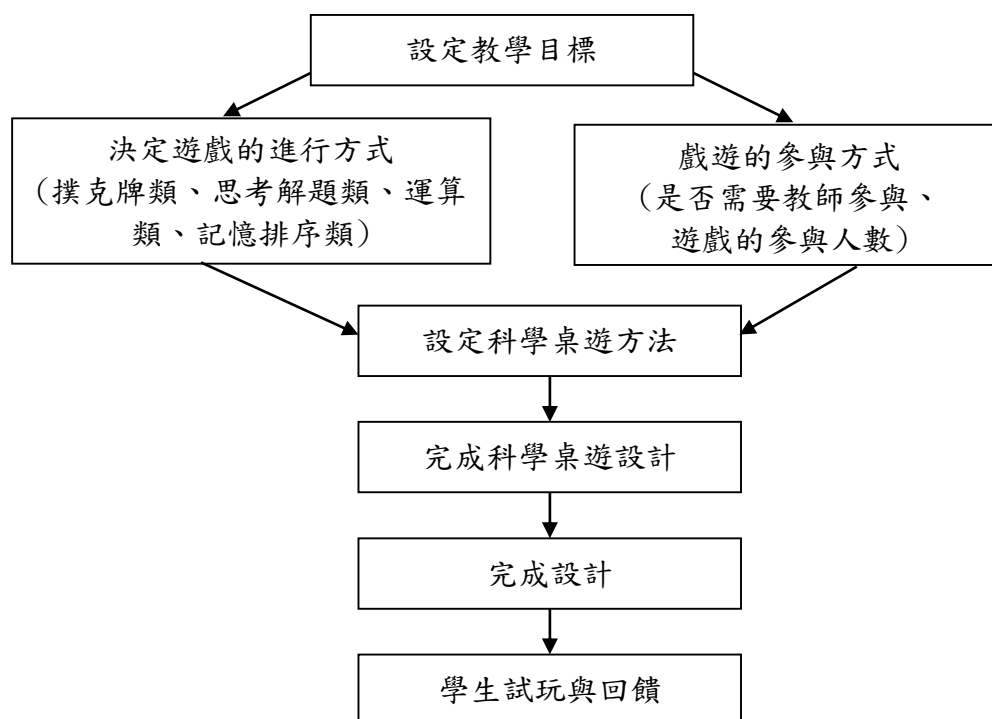 設定教學目標
決定遊戲的進行方式
（撲克牌類、思考解題類、運算
類、記憶排序類）
戲遊的參與方式
（是否需要教師參與、
遊戲的參與人數）
設定科學桌遊方法
完成科學桌遊設計
完成設計
學生試玩與回饋